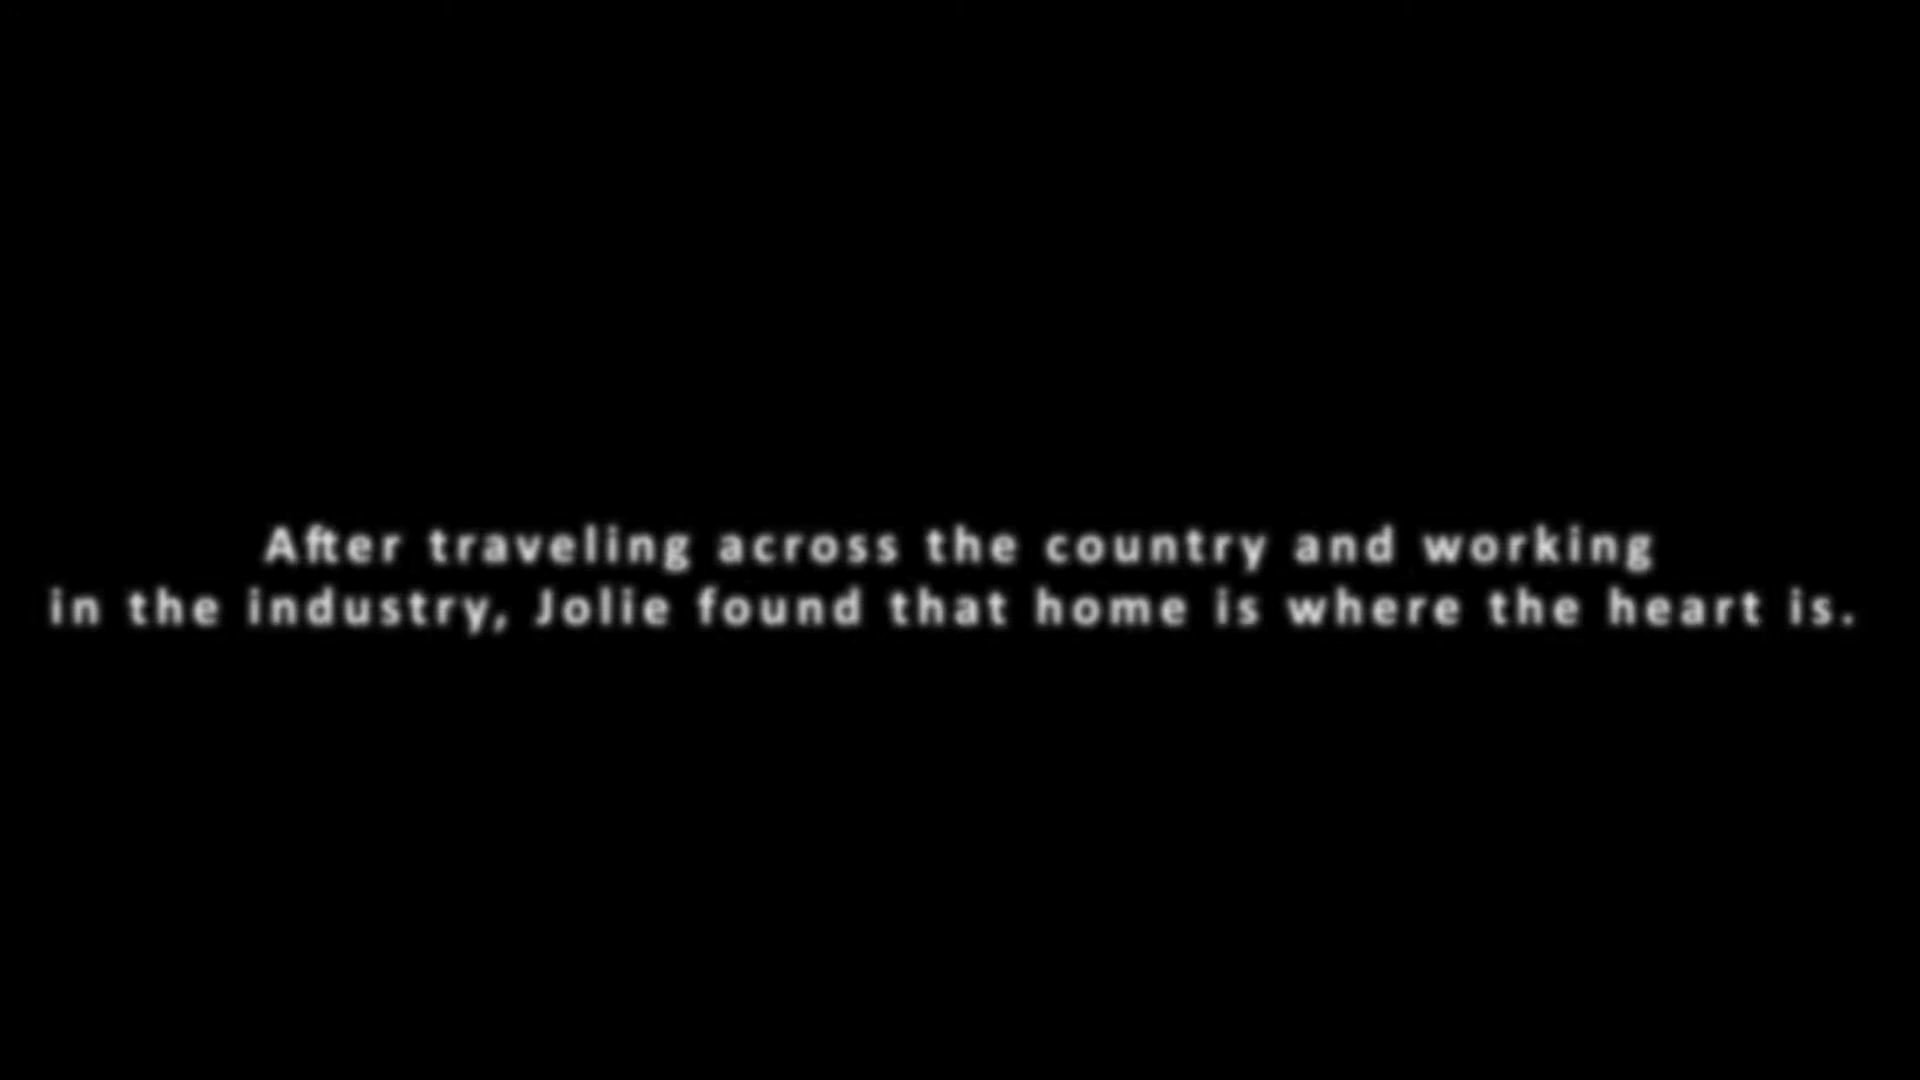 After traveling across the country and working
in the industry, Jolie found that home is where the heart is.